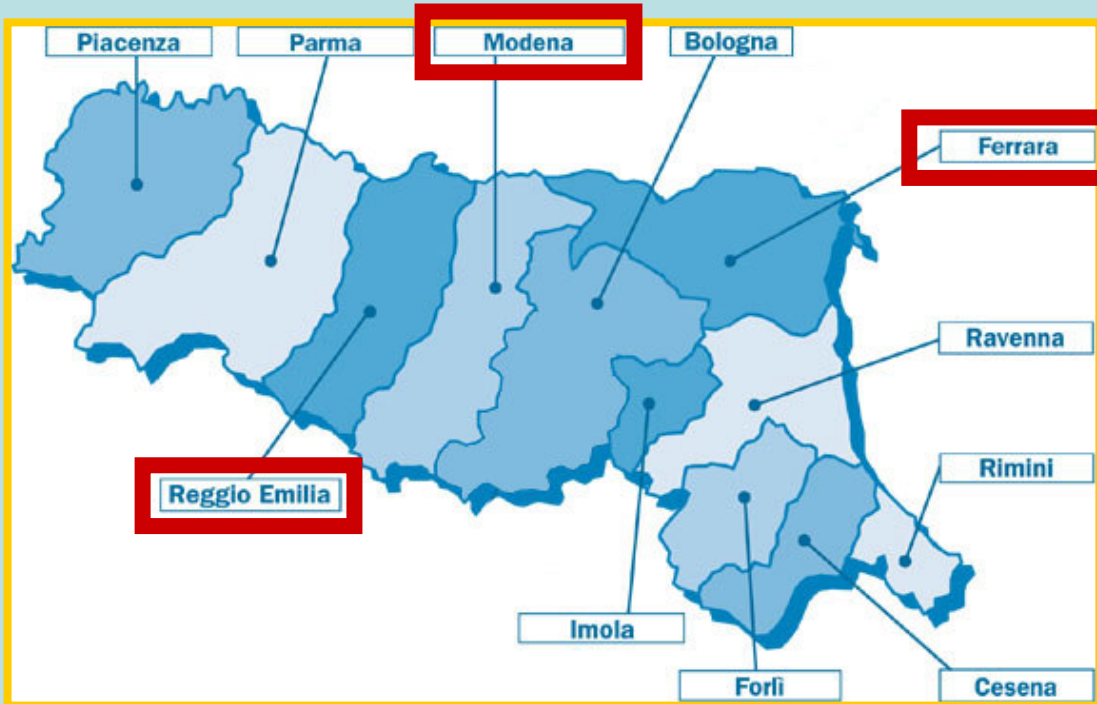 Piacenza
Parma
Modena
Bologna
Ferrara
Ravenna
Reggio Emilia
Rimini
Imola
Forlì
Cesena